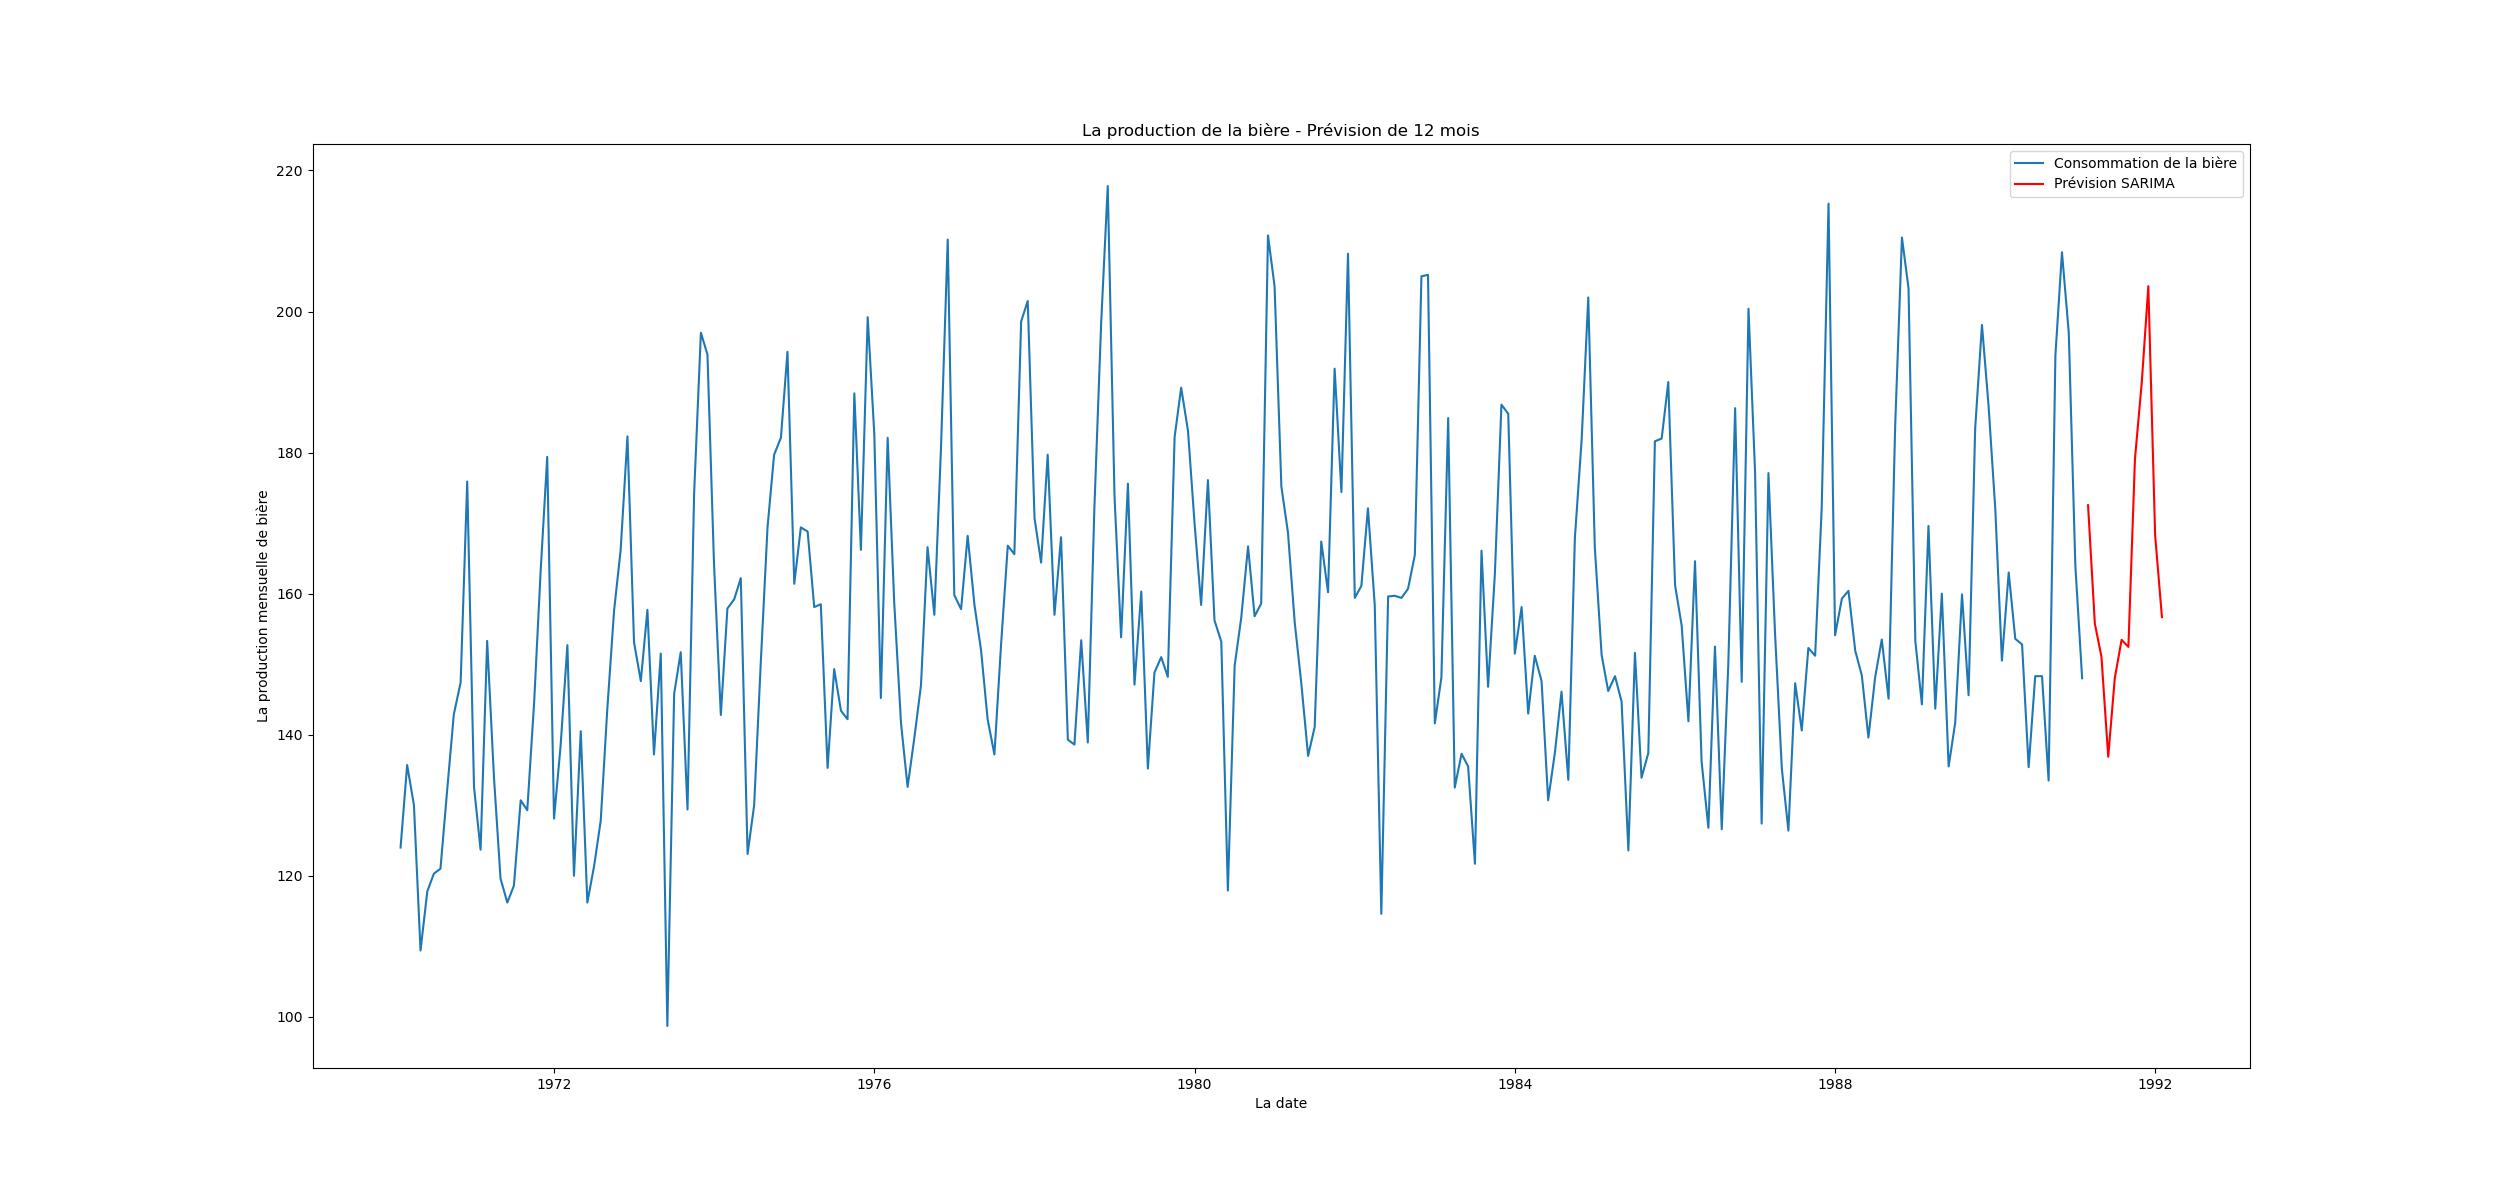 La production de la bière - Prévision de 12 mois
Consommation de la bière
Prévision SARIMA
La production mensuelle de bière
220
200
180
160
140
120
100
1972
1976
1980
1984
1988
1992
La date